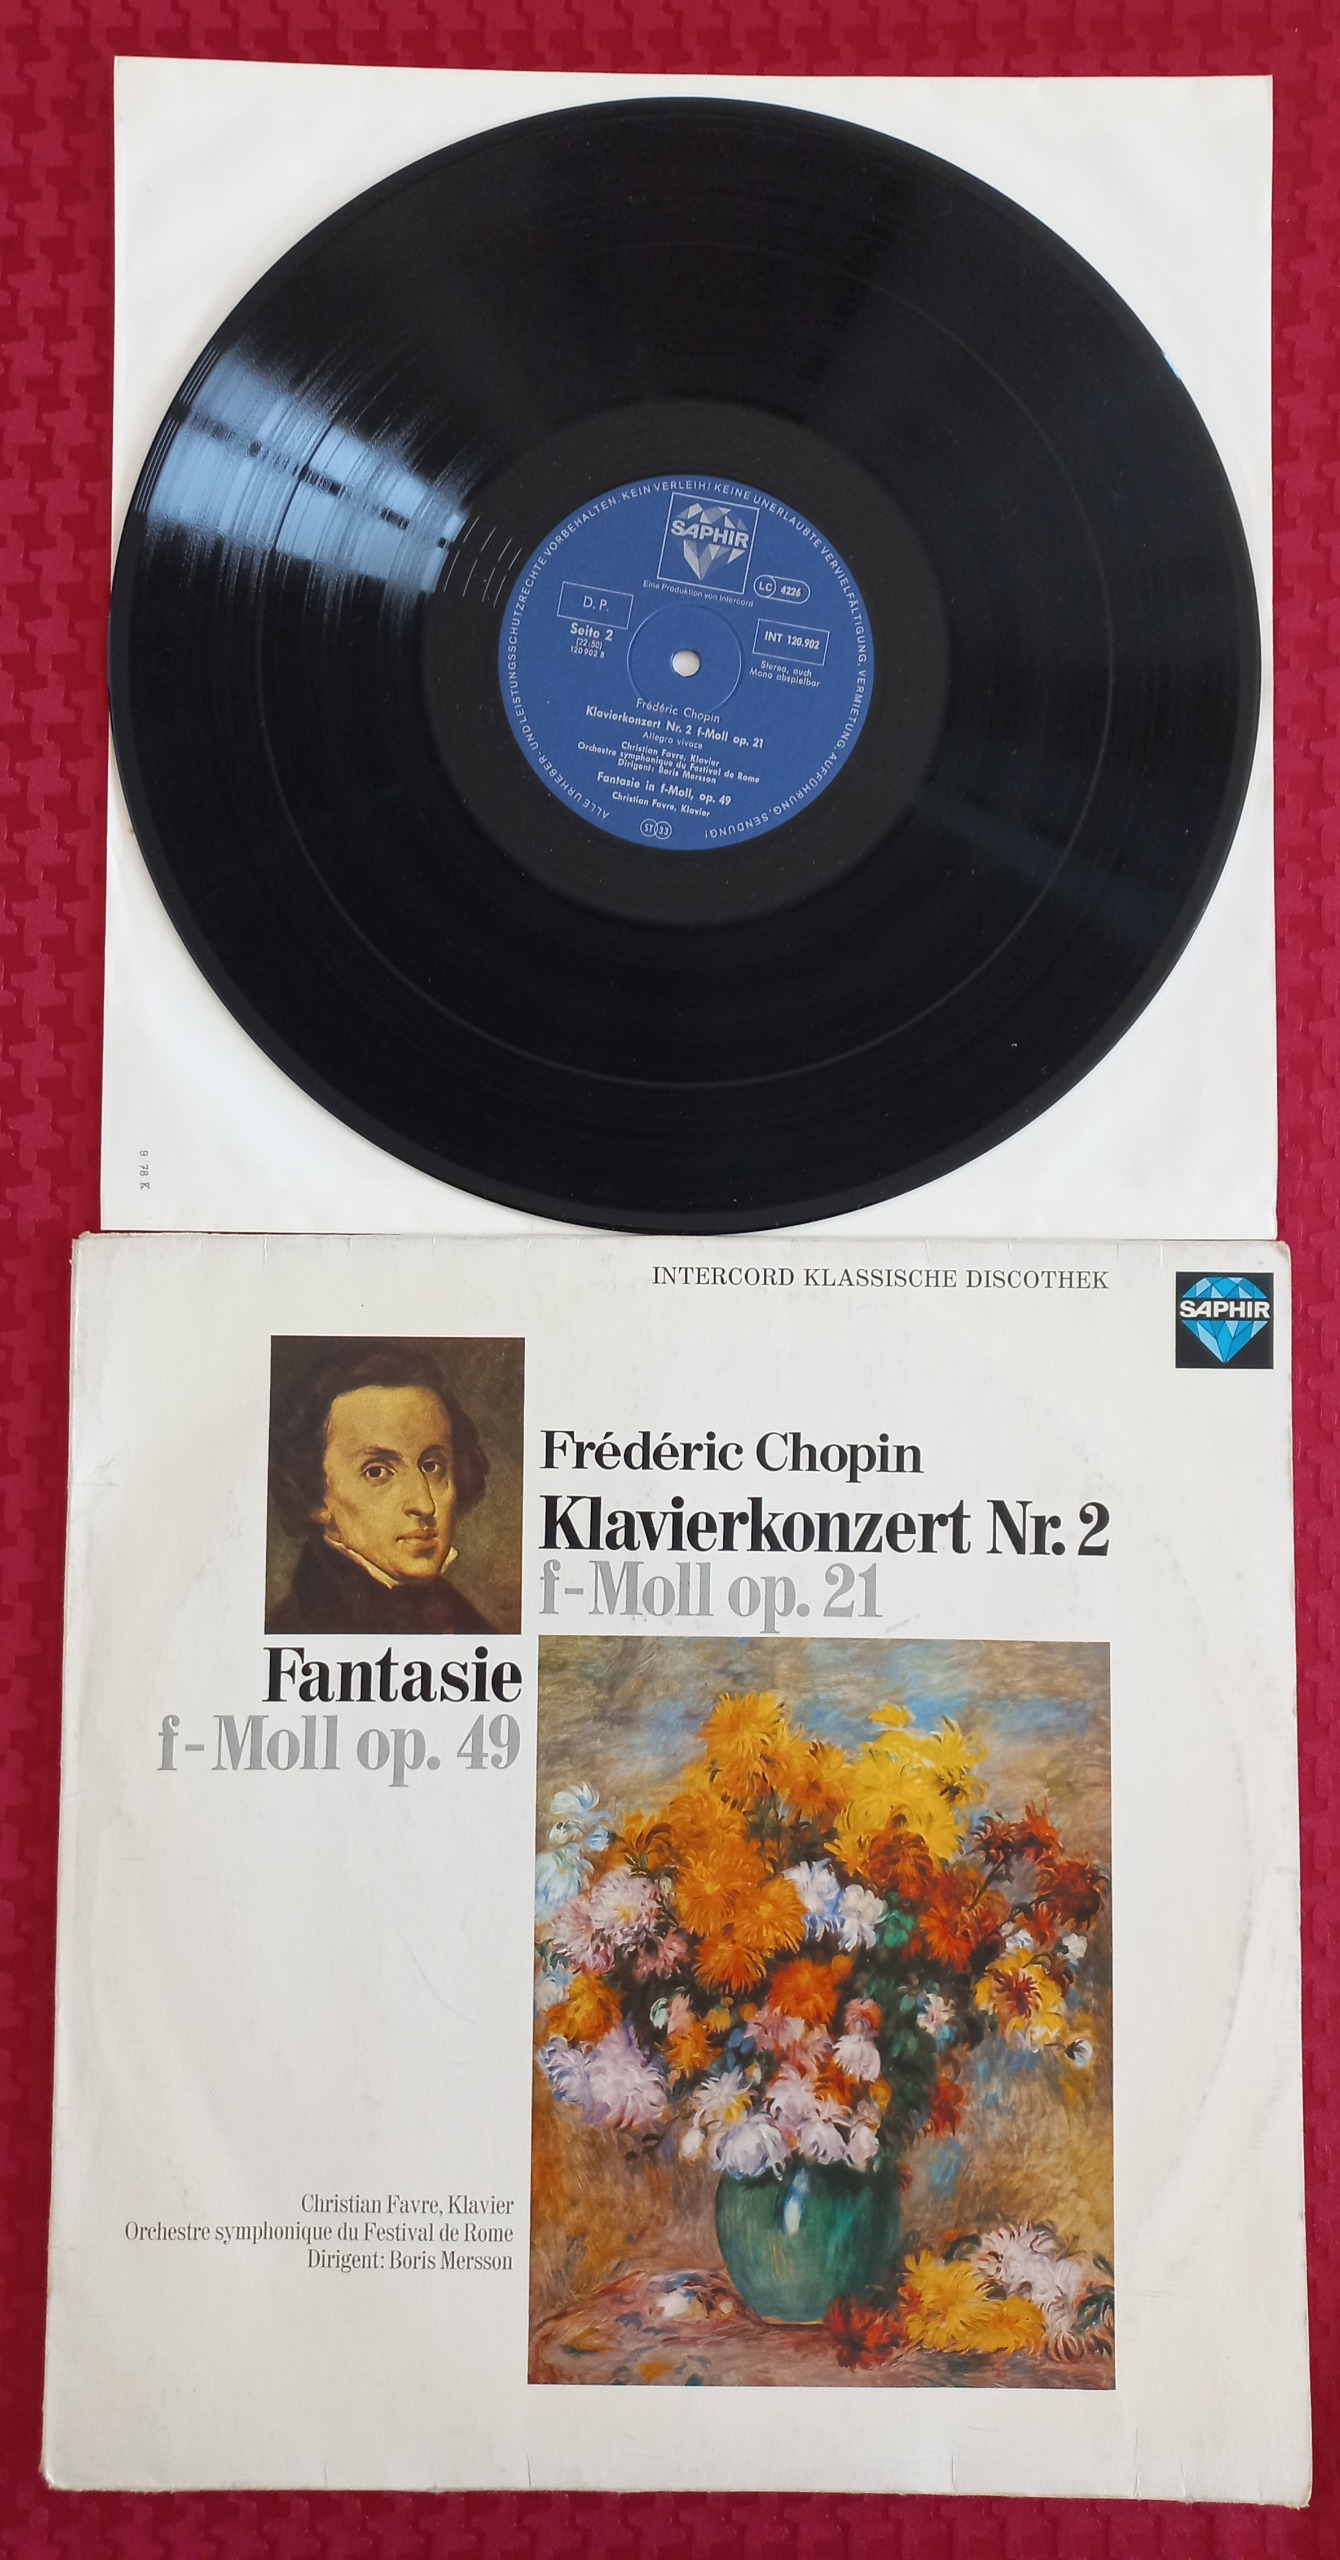 ALLE URHEBER- UND LEISTUNGSSCHUTZRECHTE VORBEHALTEN. KEIN VERLEIH! KEINE UNERLAUBTE VERVIELFÄLTIGUNG, VERMIETUNG, AUFFÜHRUNG, SENDUNG!
SAPHIR
Eine Produktion von Intercord
LC 4226
D. P.
Seite 2
(22:50)
120 902 B
INT 120.902
Stereo, auch
Mono abspielbar
Frédéric Chopin
Klavierkonzert Nr. 2 f-Moll op. 21
Allegro vivace
Christian Favre, Klavier
Orchestre symphonique du Festival de Rome
Dirigent: Boris Mersson
Fantasie in f-Moll, op. 49
Christian Favre, Klavier
ST 33
9/78 K
INTERCORD KLASSISCHE DISCOTHEK
SAPHIR
Frédéric Chopin
Klavierkonzert Nr. 2
f-Moll op. 21
Fantasie
f-Moll op. 49
Christian Favre, Klavier
Orchestre symphonique du Festival de Rome
Dirigent: Boris Mersson